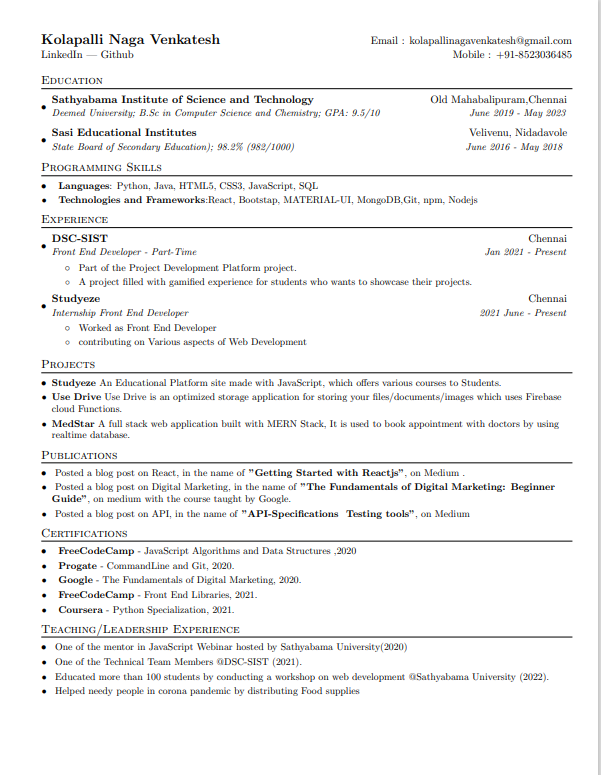 Kolapalli Naga Venkatesh Email : kolapallinagavenkatesh@gmail.com
LinkedIn — Github Mobile : +91-8523036485
Education
• Sathyabama Institute of Science and Technology Old Mahabalipuram,Chennai
Deemed University; B.Sc in Computer Science and Chemistry; GPA: 9.5/10 June 2019 - May 2023
• Sasi Educational Institutes Velivenu, Nidadavole
State Board of Secondary Education); 98.2% (982/1000) June 2016 - May 2018
Programming Skills
• Languages: Python, Java, HTML5, CSS3, JavaScript, SQL
• Technologies and Frameworks:React, Bootstap, MATERIAL-UI, MongoDB,Git, npm, Nodejs
Experience
• DSC-SIST Chennai
Front End Developer - Part-Time Jan 2021 - Present
◦ Part of the Project Development Platform project.
◦ A project filled with gamified experience for students who wants to showcase their projects.
• Studyeze Chennai
Internship Front End Developer 2021 June - Present
◦ Worked as Front End Developer
◦ contributing on Various aspects of Web Development
Projects
• Studyeze An Educational Platform site made with JavaScript, which offers various courses to Students.
• Use Drive Use Drive is an optimized storage application for storing your files/documents/images which uses Firebase
cloud Functions.
• MedStar A full stack web application built with MERN Stack, It is used to book appointment with doctors by using
realtime database.
Publications
• Posted a blog post on React, in the name of ”Getting Started with Reactjs”, on Medium .
• Posted a blog post on Digital Marketing, in the name of ”The Fundamentals of Digital Marketing: Beginner
Guide”, on medium with the course taught by Google.
• Posted a blog post on API, in the name of ”API-Specifications Testing tools”, on Medium
Certifications
• FreeCodeCamp - JavaScript Algorithms and Data Structures ,2020
• Progate - CommandLine and Git, 2020.
• Google - The Fundamentals of Digital Marketing, 2020.
• FreeCodeCamp - Front End Libraries, 2021.
• Coursera - Python Specialization, 2021.
Teaching/Leadership Experience
• One of the mentor in JavaScript Webinar hosted by Sathyabama University(2020)
• One of the Technical Team Members @DSC-SIST (2021).
• Educated more than 100 students by conducting a workshop on web development @Sathyabama University (2022).
• Helped needy people in corona pandemic by distributing Food supplies